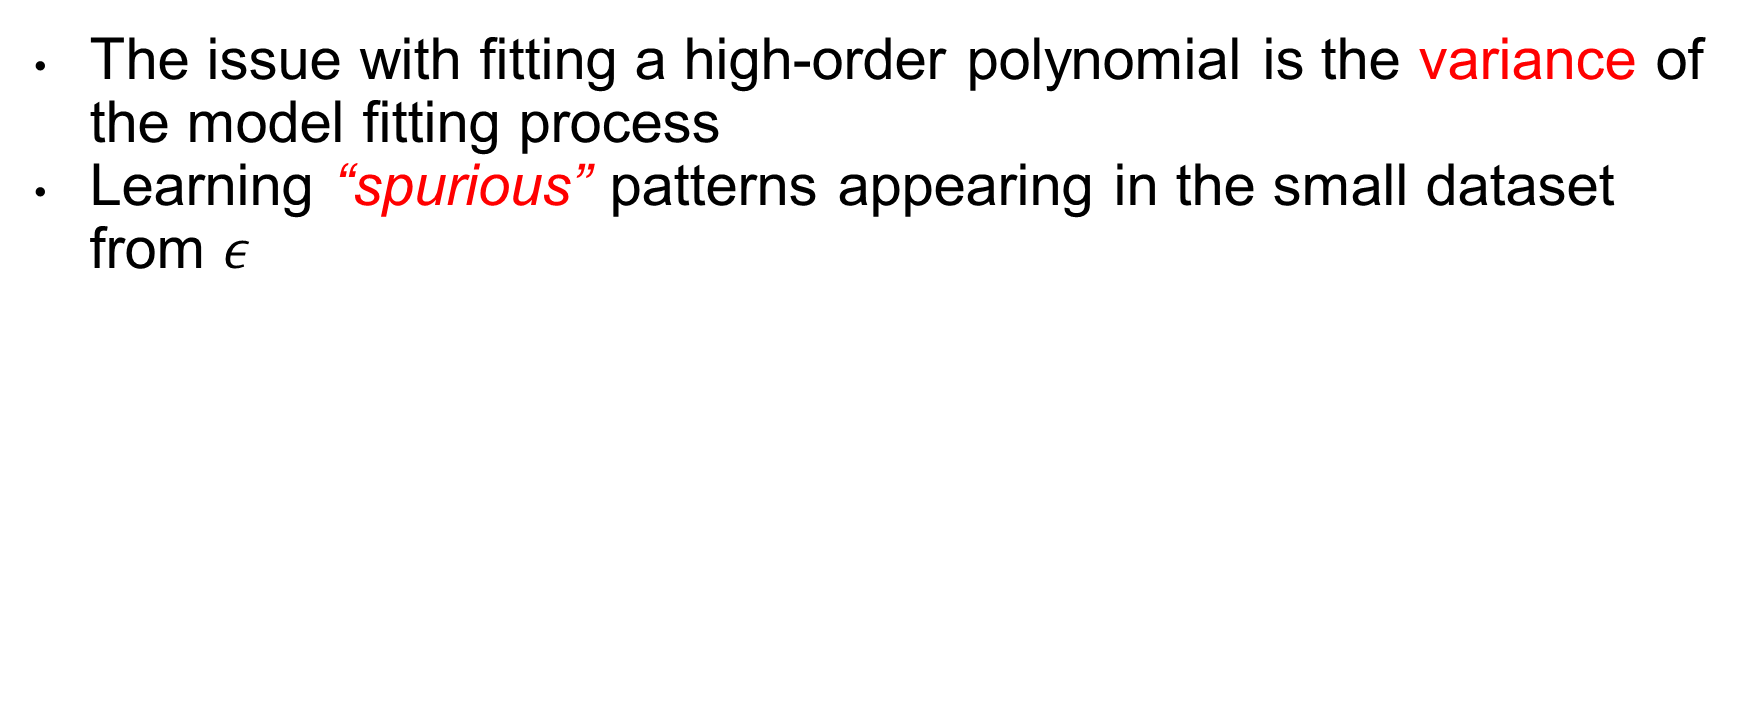 • The issue with fitting a high-order polynomial is the variance of
the model fitting process
• Learning “spurious” patterns appearing in the small dataset
from ϵ